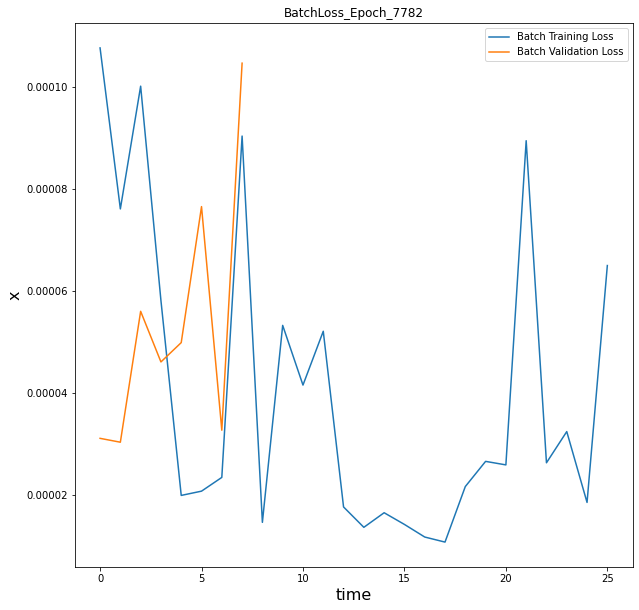 BatchLoss_Epoch_7782
Batch Training Loss
Batch Validation Loss
0.00010
0.00008
0.00006
0.00004
0.00002
x
0 5 10 15 20 25
time